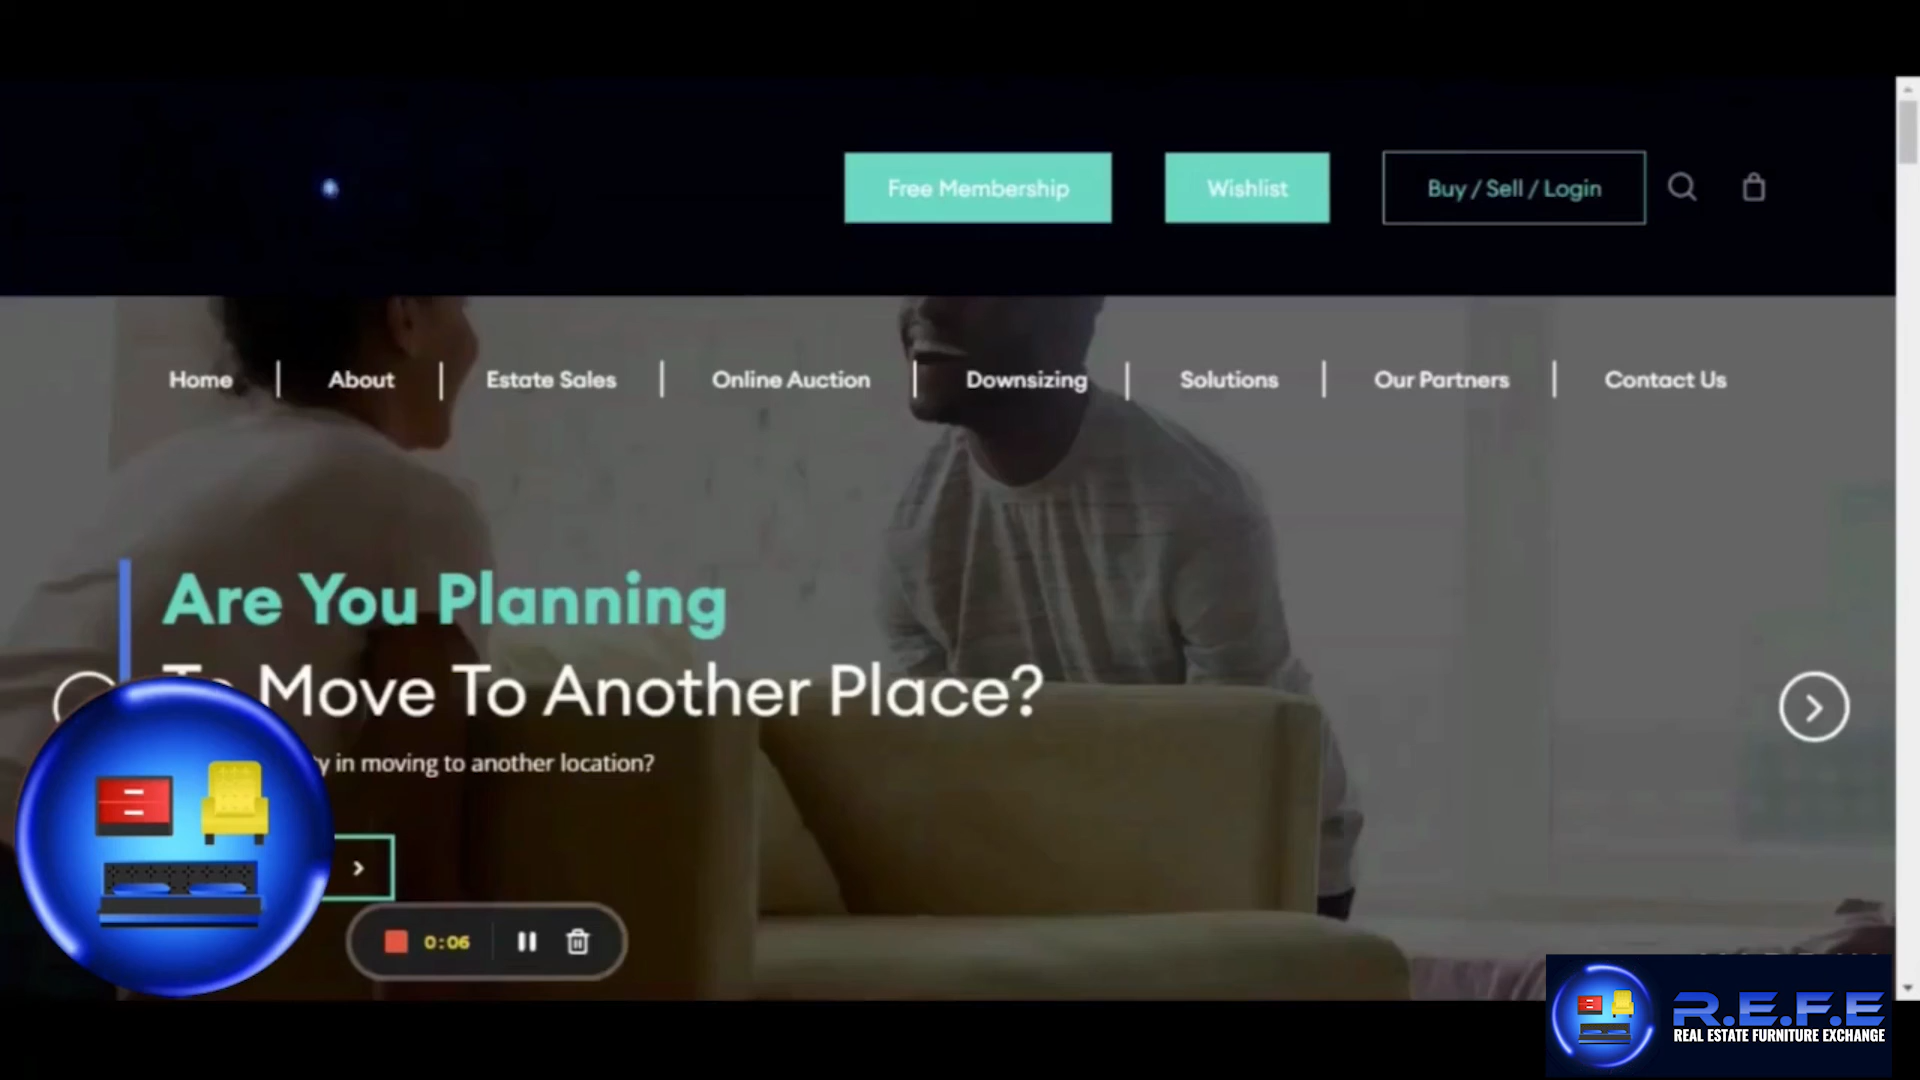 Free Membership
Wishlist
Buy / Sell / Login
Home
About
Estate Sales
Online Auction
Downsizing
Solutions
Our Partners
Contact Us
Are You Planning
To Move To Another Place?
in moving to another location?
0:06
R.E.F.E
REAL ESTATE FURNITURE EXCHANGE